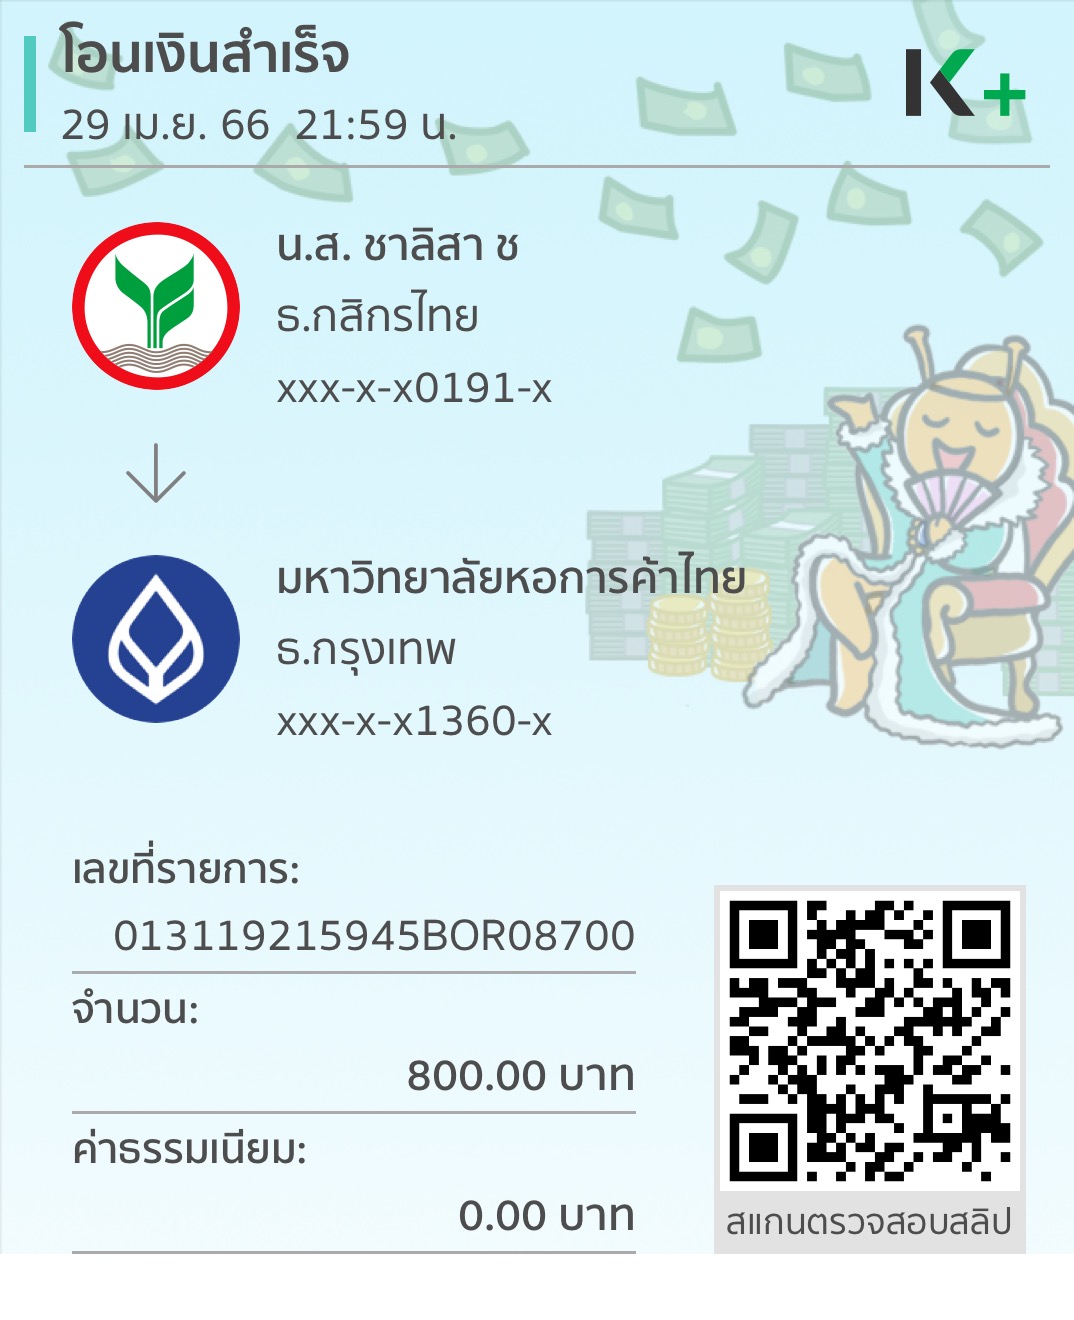 โอนเงินสำเร็จ
29 เม.ย. 66 21:59 น.
K+
น.ส. ชาลิสา ช
ธ.กสิกรไทย
xxx-x-x0191-x
มหาวิทยาลัยหอการค้าไทย
ธ.กรุงเทพ
xxx-x-x1360-x
เลขที่รายการ:
013119215945BOR08700
จำนวน:
800.00 บาท
ค่าธรรมเนียม:
0.00 บาท
สแกนตรวจสอบสลิป